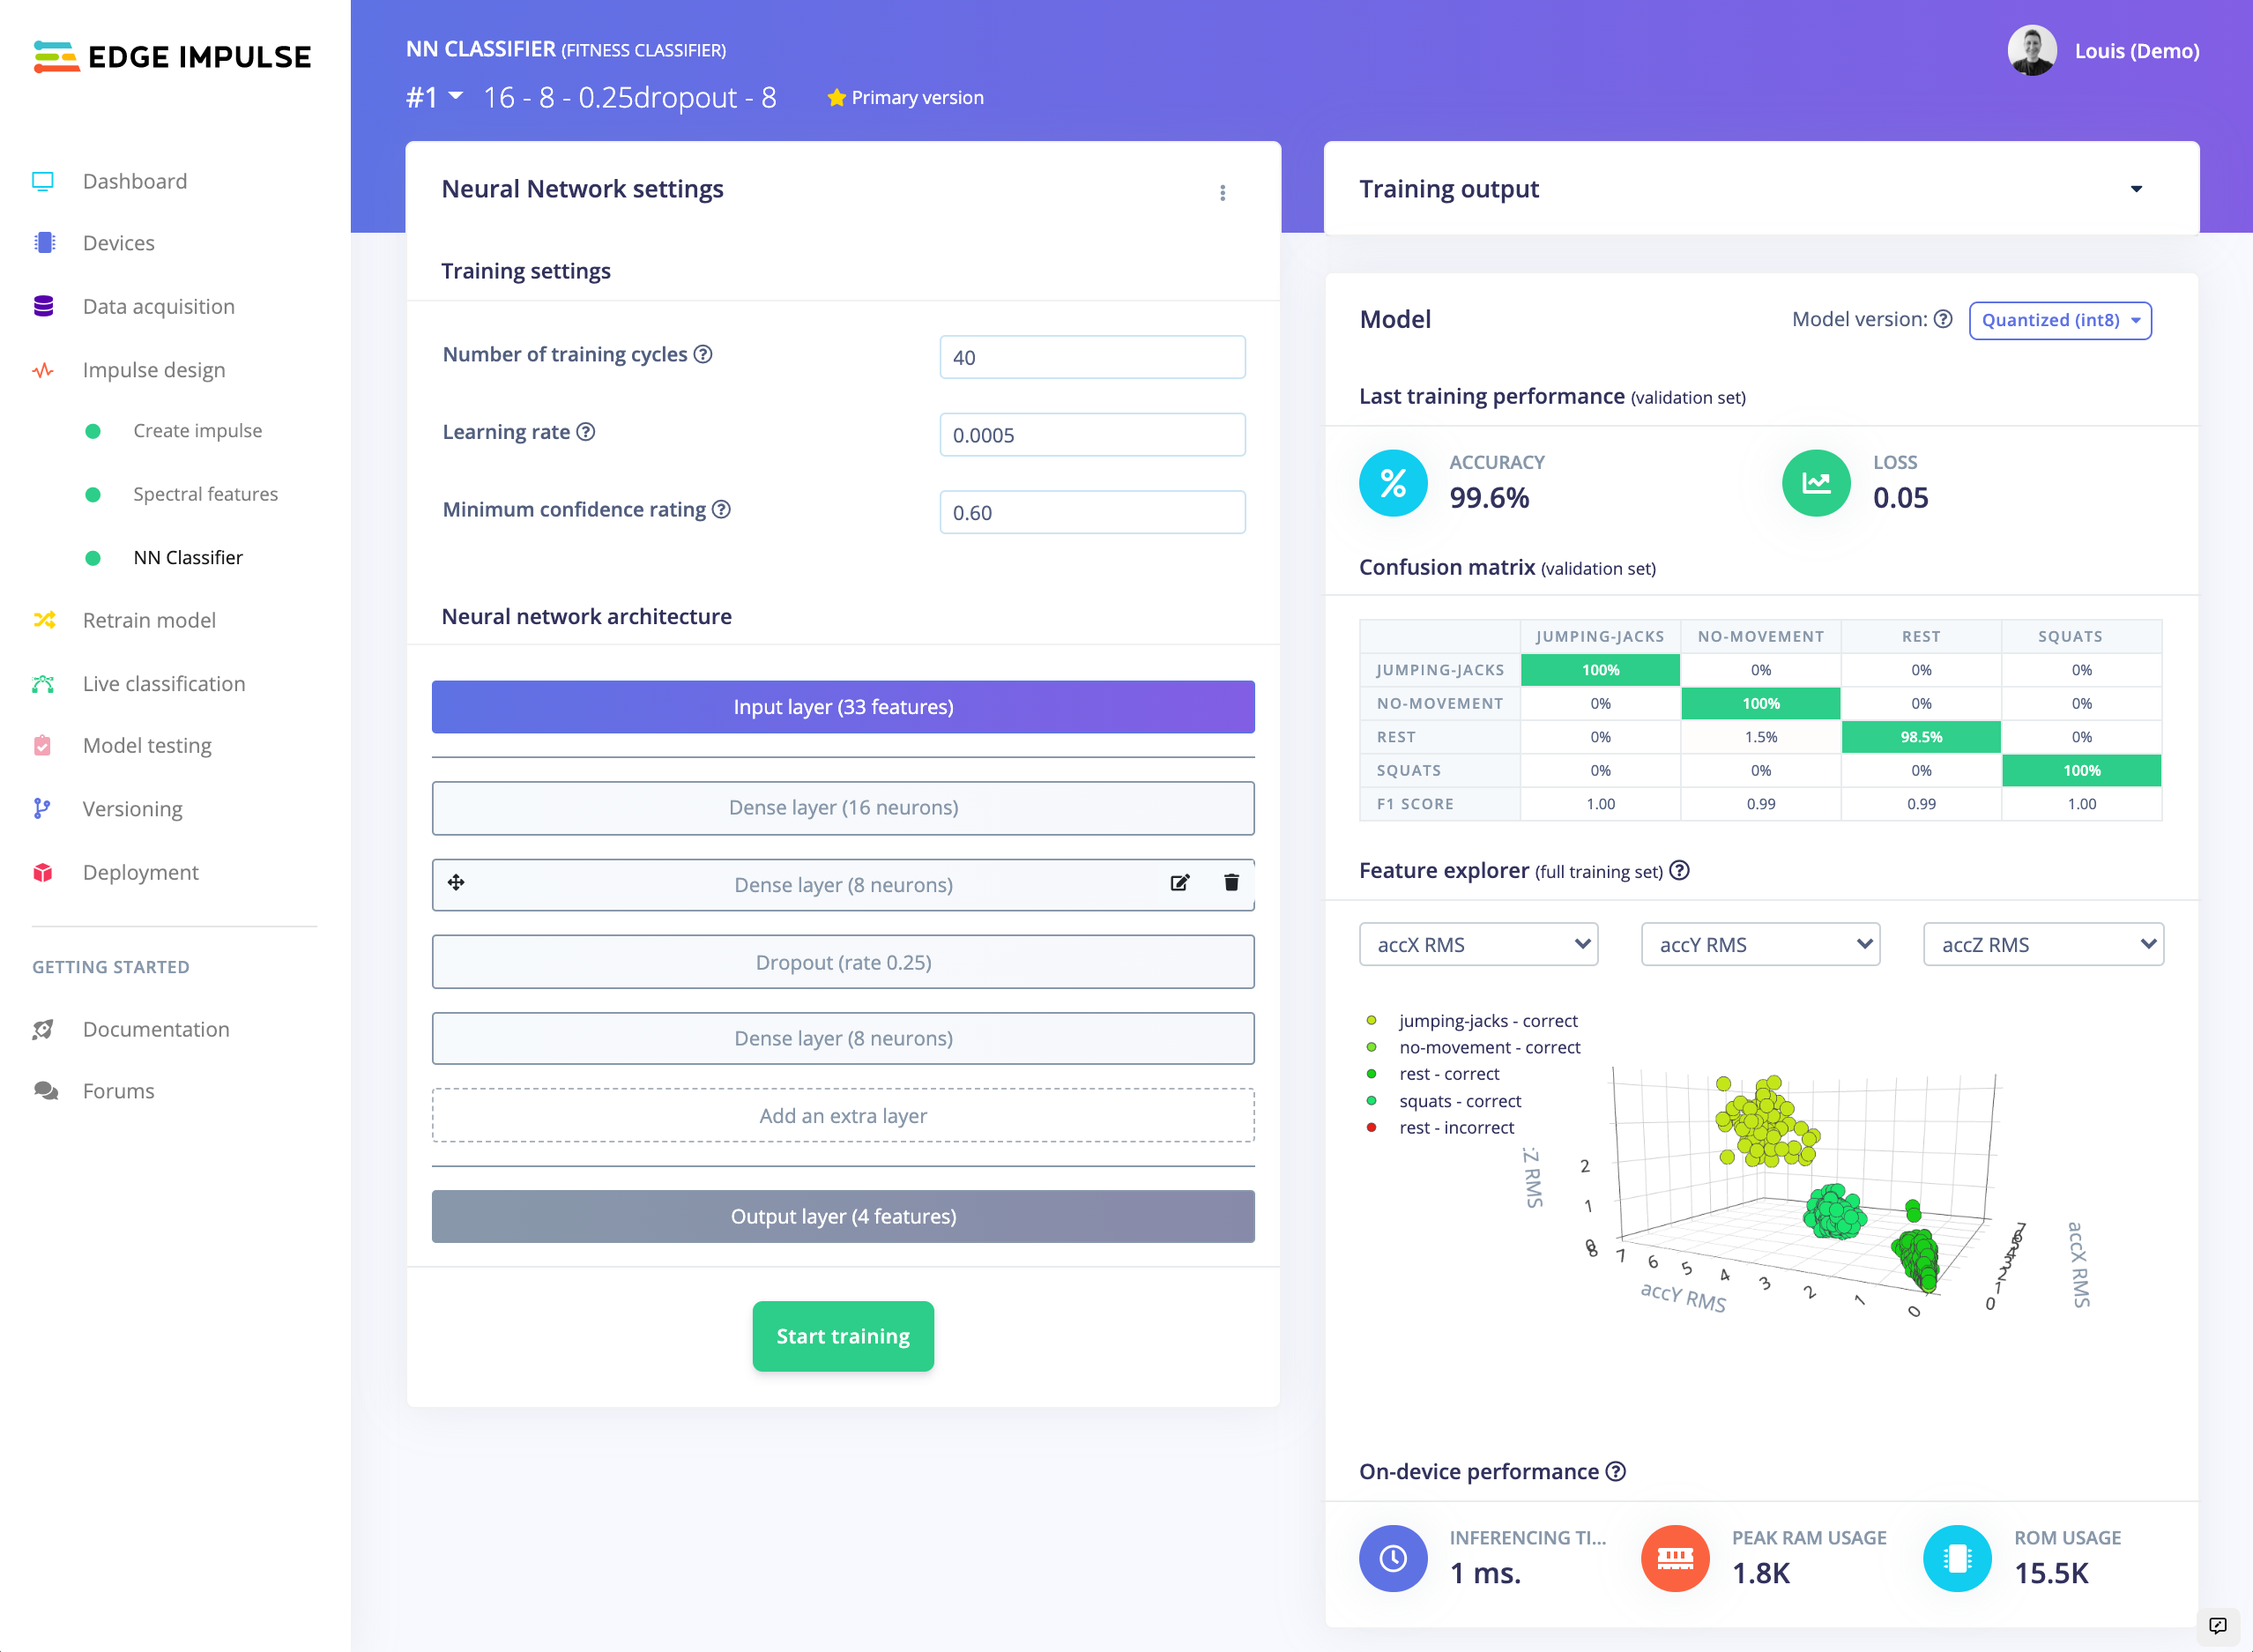 EDGE IMPULSE
Dashboard
Devices
Data acquisition
Impulse design
Create impulse
Spectral features
NN Classifier
Retrain model
Live classification
Model testing
Versioning
Deployment
GETTING STARTED
Documentation
Forums
NN CLASSIFIER (FITNESS CLASSIFIER)
#1 16 - 8 - 0.25dropout - 8 Primary version
Louis (Demo)
Neural Network settings
Training settings
Number of training cycles ? 40
Learning rate ? 0.0005
Minimum confidence rating ? 0.60
Neural network architecture
Input layer (33 features)
Dense layer (16 neurons)
Dense layer (8 neurons)
Dropout (rate 0.25)
Dense layer (8 neurons)
Add an extra layer
Output layer (4 features)
Start training
Training output
Model
Model version: ? Quantized (int8)
Last training performance (validation set)
% ACCURACY
99.6%
LOSS
0.05
Confusion matrix (validation set)
JUMPING-JACKS NO-MOVEMENT REST SQUATS
JUMPING-JACKS 100% 0% 0% 0%
NO-MOVEMENT 0% 100% 0% 0%
REST 0% 1.5% 98.5% 0%
SQUATS 0% 0% 0% 100%
F1 SCORE 1.00 0.99 0.99 1.00
Feature explorer (full training set) ?
accX RMS accY RMS accZ RMS
jumping-jacks - correct
no-movement - correct
rest - correct
squats - correct
rest - incorrect
:Z RMS
2
1
0
8 7 6 5 4 3 2 1 0
accY RMS
7
6
5
4
3
2
1
0
accX RMS
On-device performance ?
INFERENCING TI...
1 ms.
PEAK RAM USAGE
1.8K
ROM USAGE
15.5K